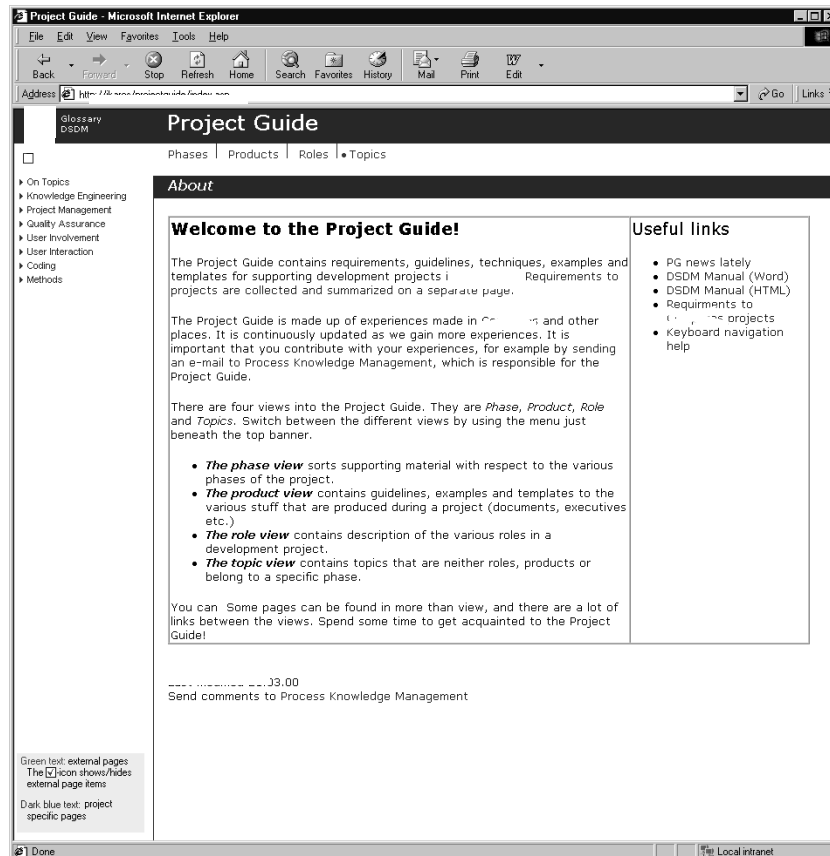 Project Guide - Microsoft Internet Explorer
File Edit View Favorites Tools Help
Back Forward Stop Refresh Home Search Favorites History Mail Print Edit
Address Go Links
Glossary
DSDM
Project Guide
Phases Products Roles •Topics
On Topics
Knowledge Engineering
Project Management
Quality Assurance
User Involvement
User Interaction
Coding
Methods
About
Welcome to the Project Guide!
The Project Guide contains requirements, guidelines, techniques, examples and
templates for supporting development projects Requirements to
projects are collected and summarized on a separate page.
The Project Guide is made up of experiences made in and other
places. It is continuously updated as we gain more experiences. It is
important that you contribute with your experiences, for example by sending
an e-mail to Process Knowledge Management, which is responsible for the
Project Guide.
There are four views into the Project Guide. They are Phase, Product, Role
and Topics. Switch between the different views by using the menu just
beneath the top banner.
• The phase view sorts supporting material with respect to the various
phases of the project.
• The product view contains guidelines, examples and templates to the
various stuff that are produced during a project (documents, executives
etc.)
• The role view contains description of the various roles in a
development project.
• The topic view contains topics that are neither roles, products or
belong to a specific phase.
You can Some pages can be found in more than view, and there are a lot of
links between the views. Spend some time to get acquainted to the Project
Guide!
Useful links
• PG news lately
• DSDM Manual (Word)
• DSDM Manual (HTML)
• Requirments to
projects
• Keyboard navigation
help
03.00
Send comments to Process Knowledge Management
Green text: external pages
The -icon shows/hides
external page items
Dark blue text: project
specific pages
Done Local intranet